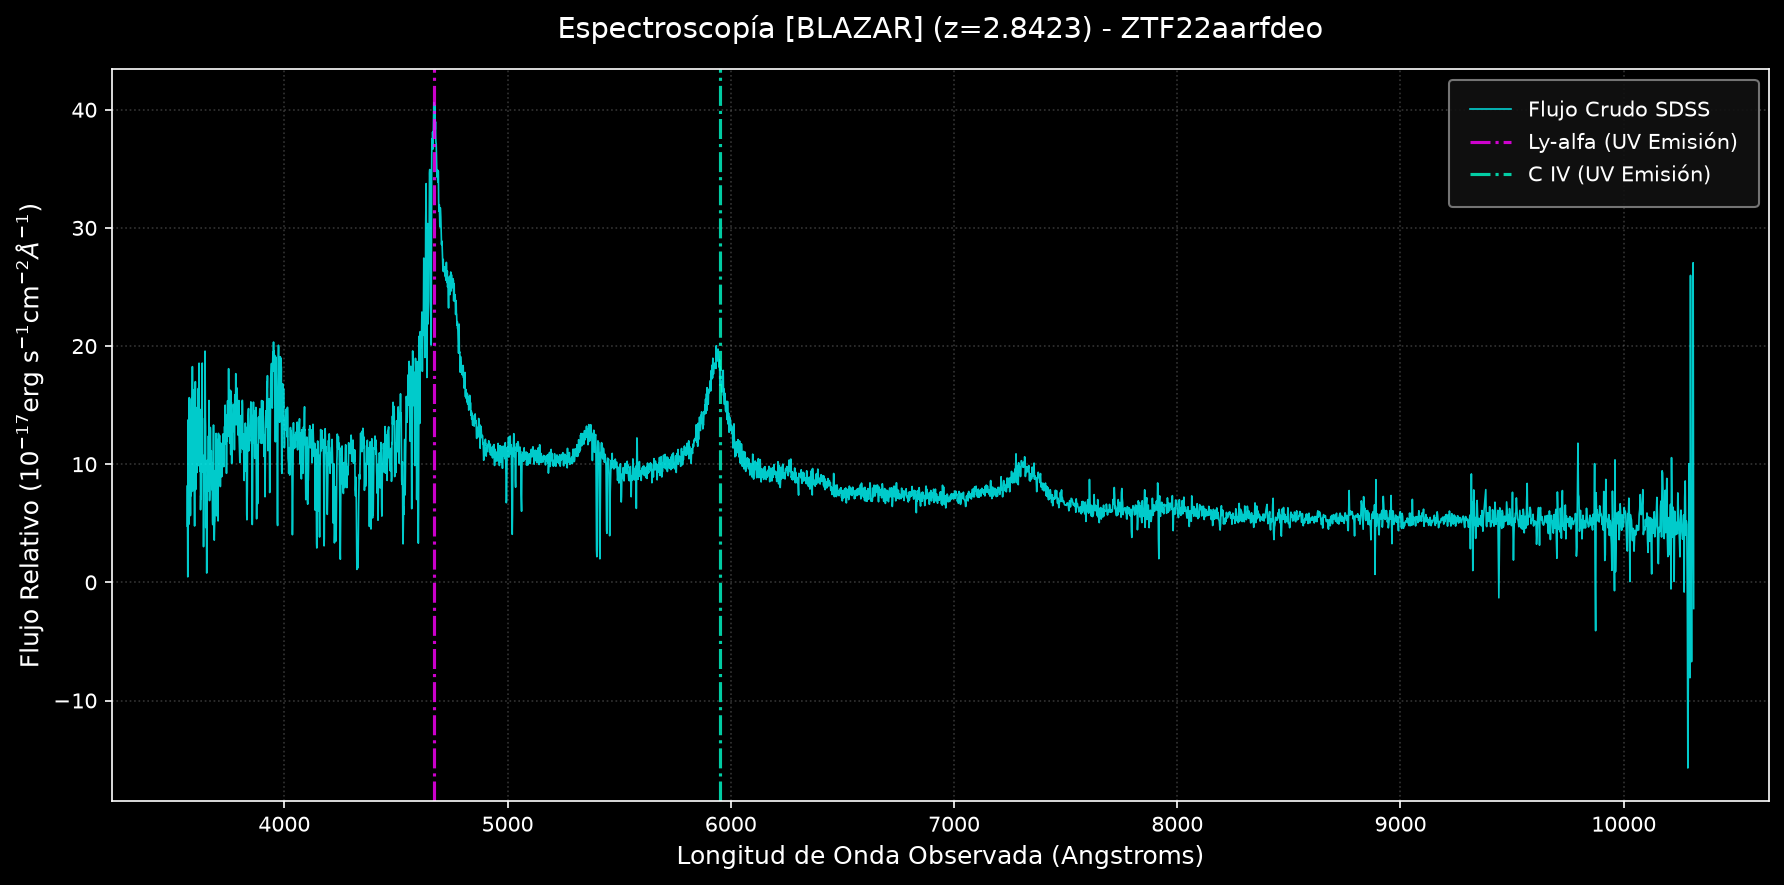 Espectroscopía [BLAZAR] (z=2.8423) - ZTF22aarfdeo
Flujo Crudo SDSS
Ly-alfa (UV Emisión)
C IV (UV Emisión)
Flujo Relativo (10⁻¹⁷erg s⁻¹cm⁻²Å⁻¹)
40
30
20
10
0
−10
4000 5000 6000 7000 8000 9000 10000
Longitud de Onda Observada (Angstroms)